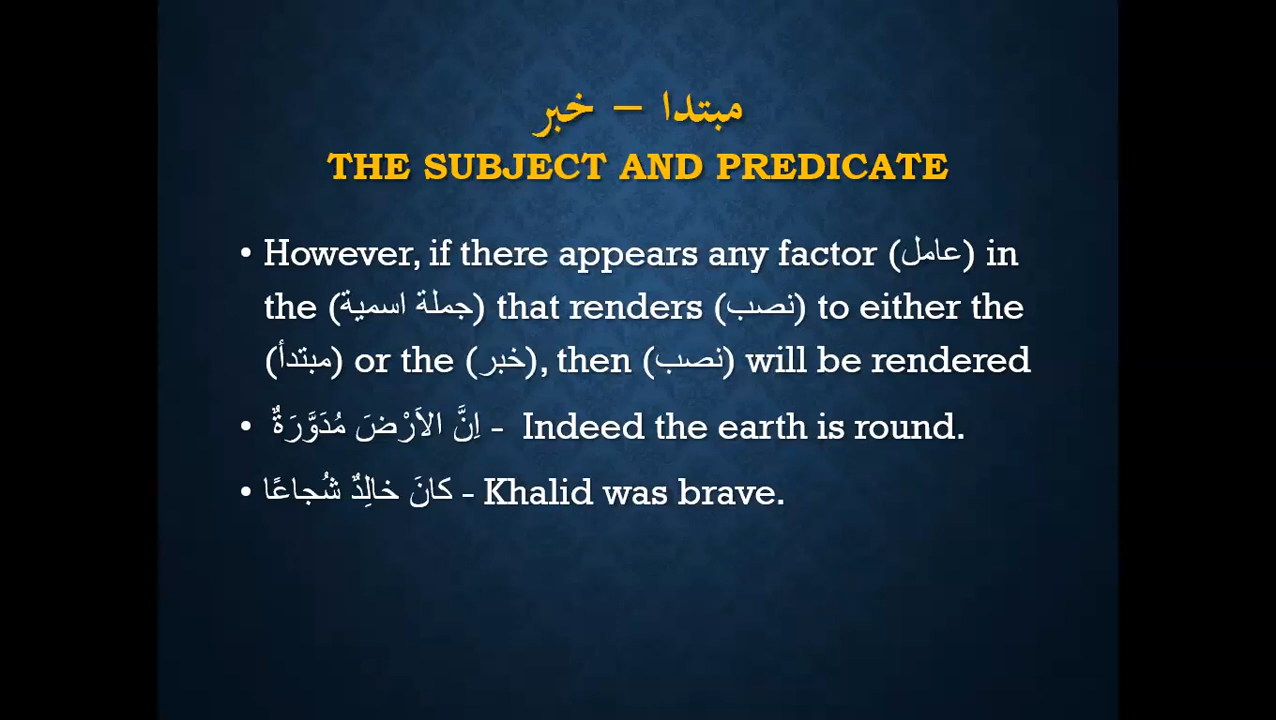 مبتدا – خبر
THE SUBJECT AND PREDICATE
• However, if there appears any factor (عامل) in
the (جملة اسمية) that renders (نصب) to either the
(مبتدأ) or the (خبر), then (نصب) will be rendered
• اِنَّ الاَرْضَ مُدَوَّرَةٌ - Indeed the earth is round.
• كانَ خالِدٌ شُجاعًا - Khalid was brave.